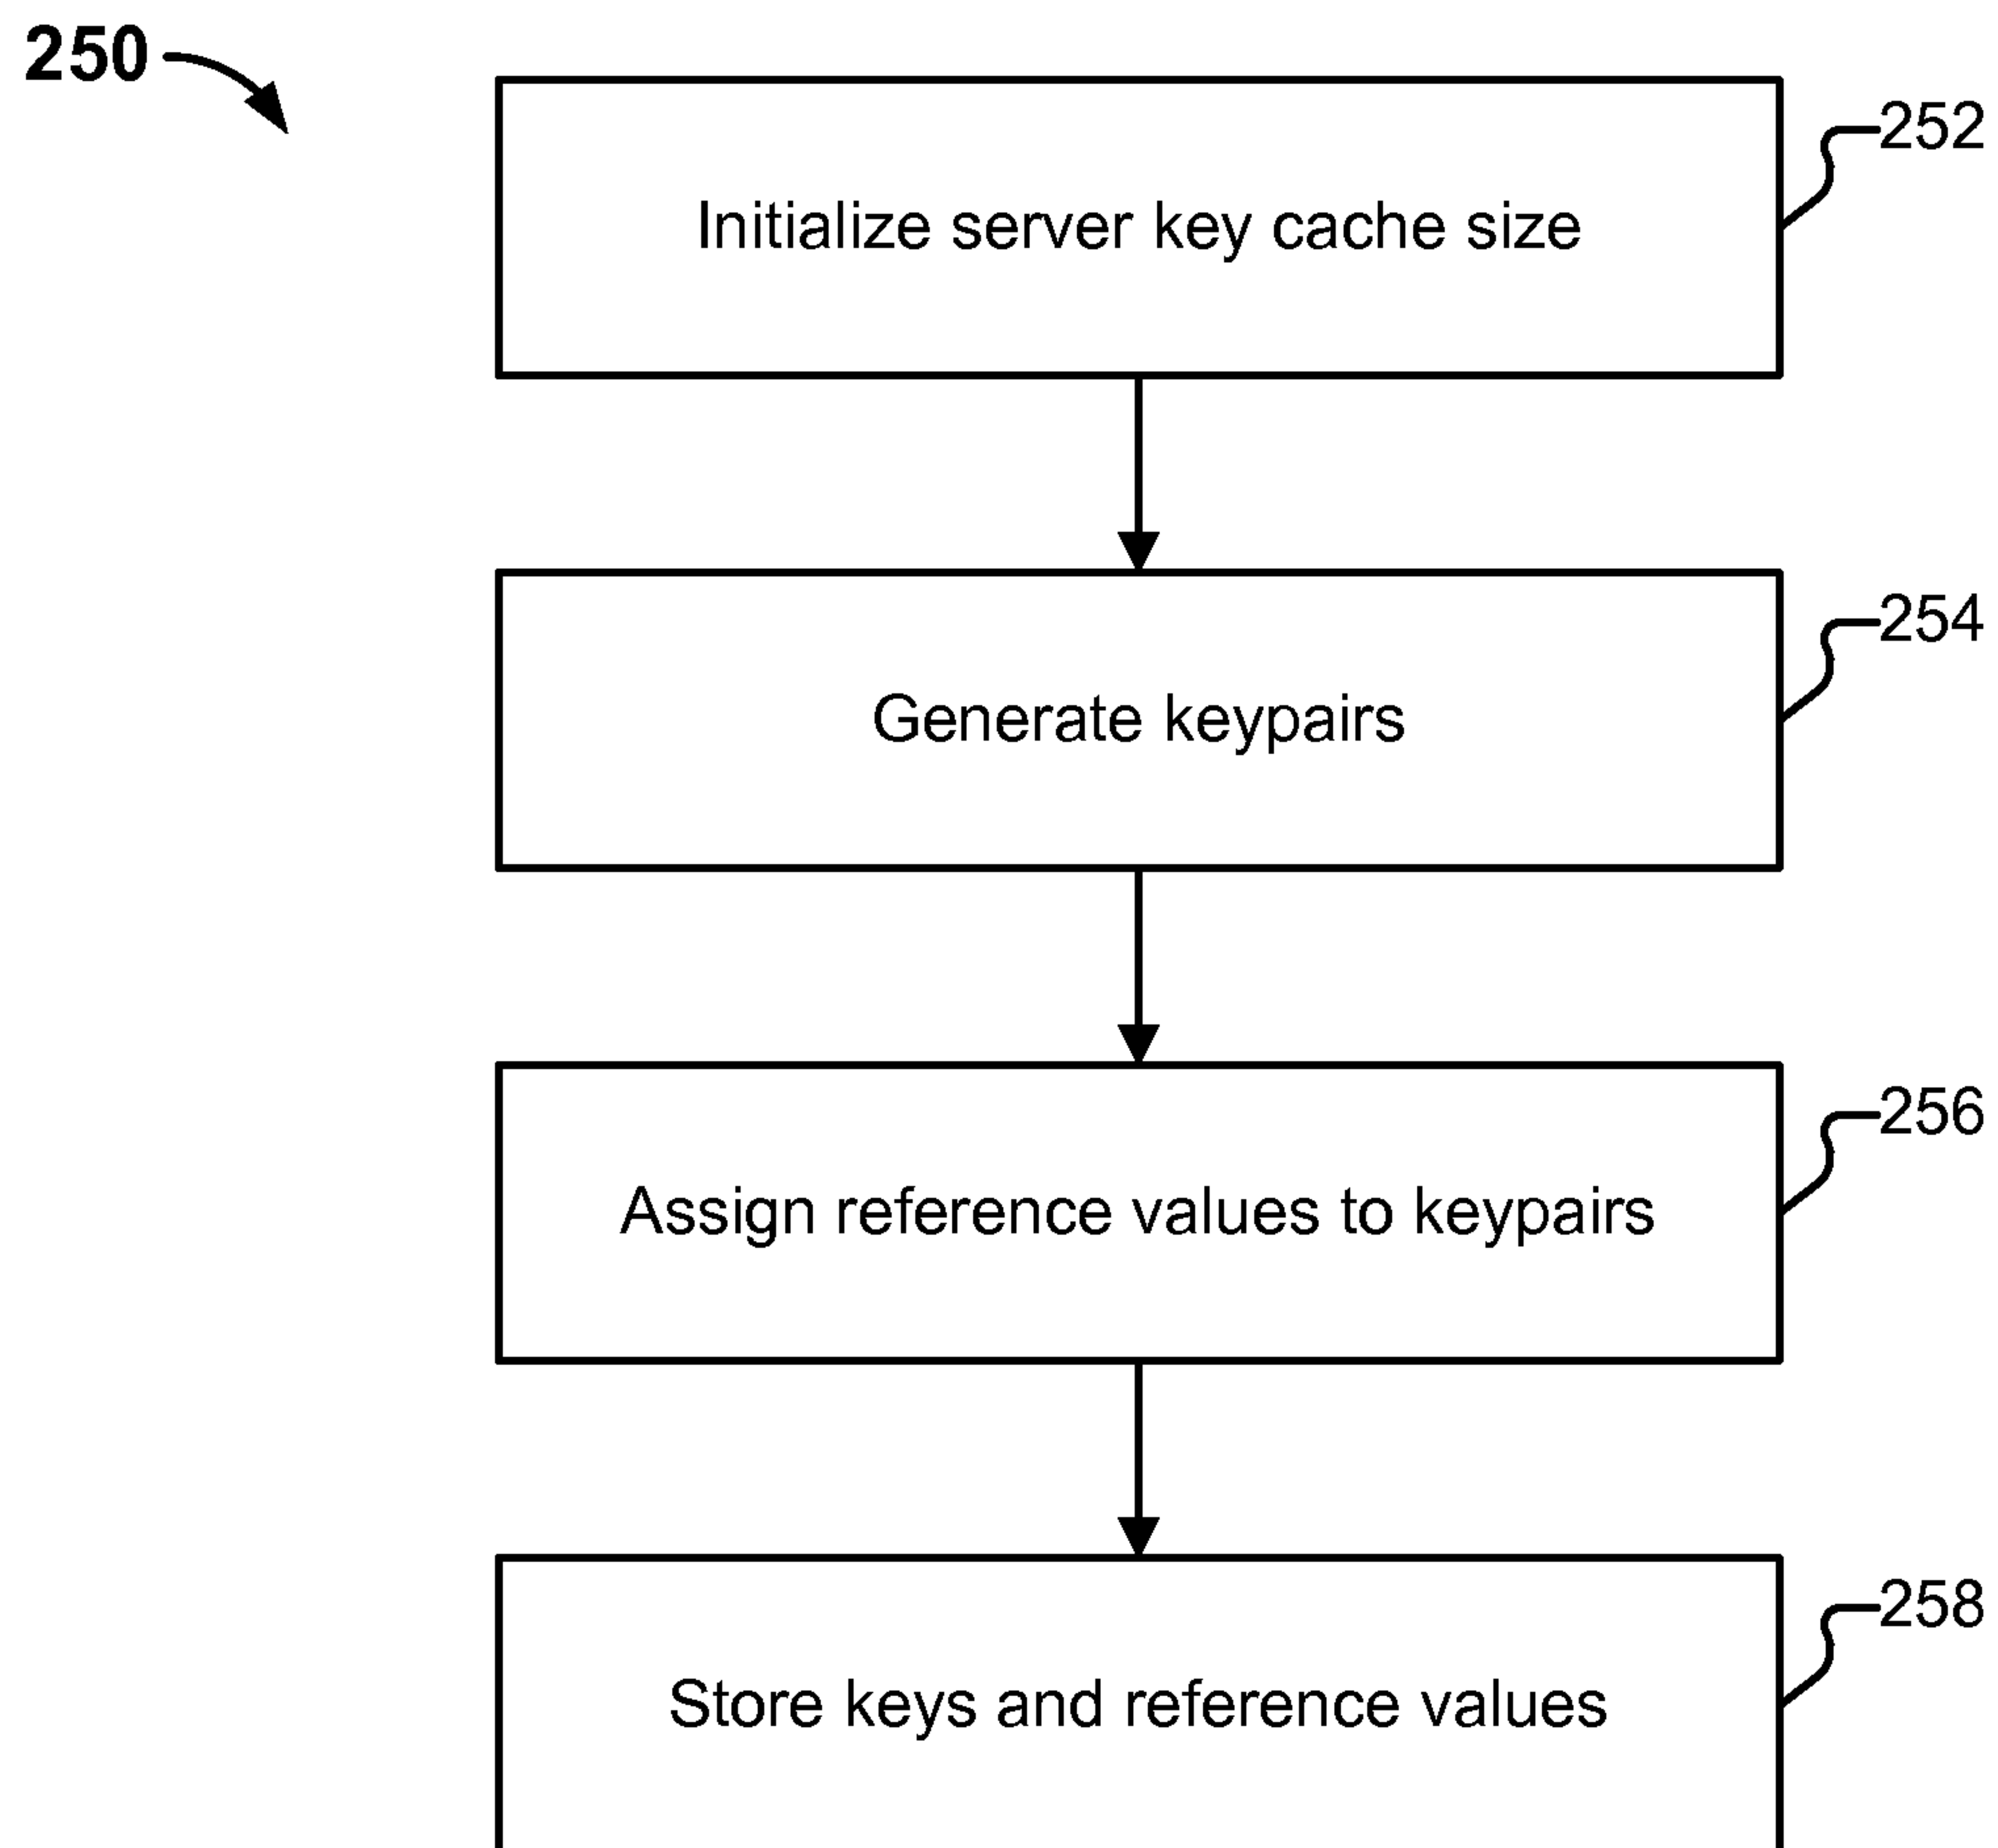 250
252
Initialize server key cache size
254
Generate keypairs
256
Assign reference values to keypairs
258
Store keys and reference values